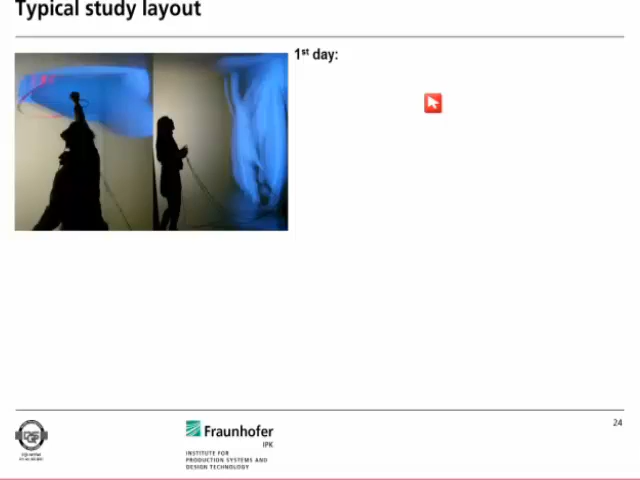 Typical study layout
1st day:
24
Fraunhofer
IPK
INSTITUTE FOR
PRODUCTION SYSTEMS AND
DESIGN TECHNOLOGY